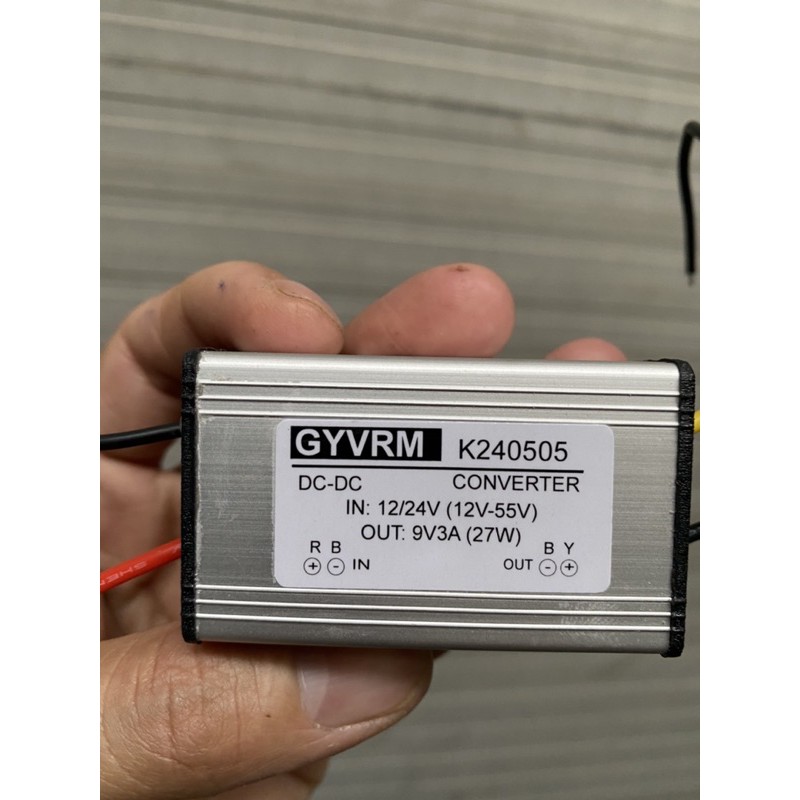 GYVRM K240505
DC-DC CONVERTER
IN: 12/24V (12V-55V)
OUT: 9V3A (27W)
R B B Y
+ - IN OUT - +